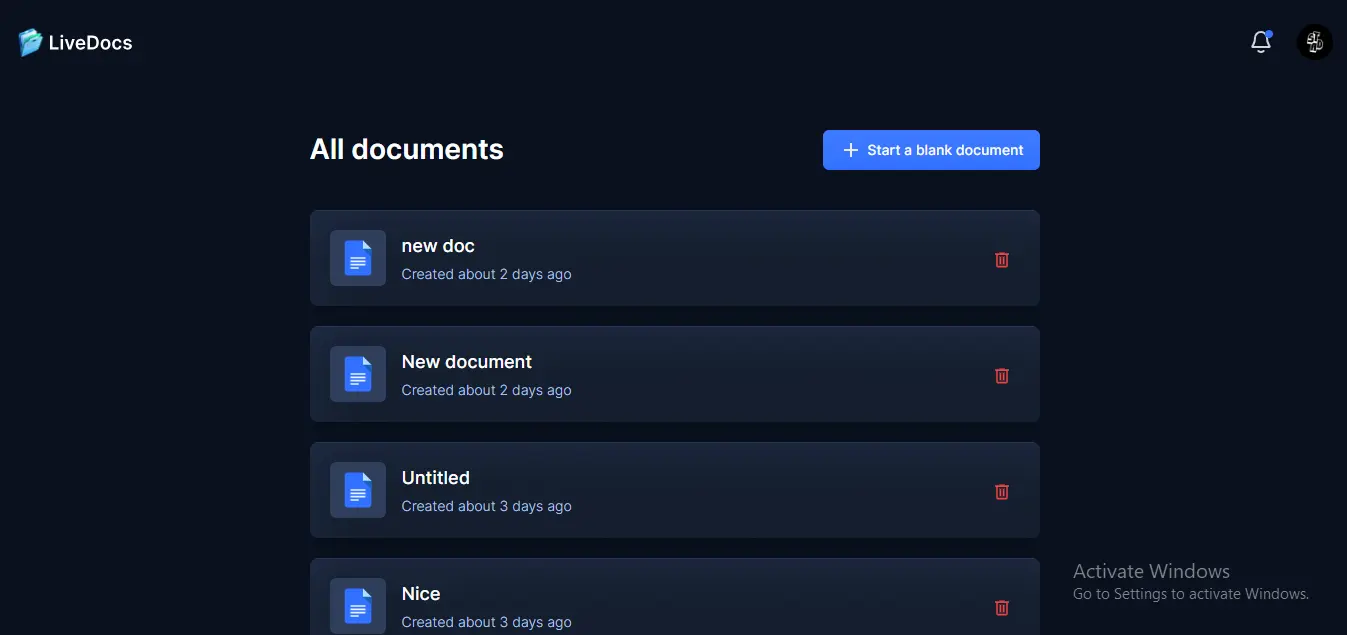 LiveDocs
All documents
Start a blank document
new doc
Created about 2 days ago
New document
Created about 2 days ago
Untitled
Created about 3 days ago
Nice
Created about 3 days ago
Activate Windows
Go to Settings to activate Windows.